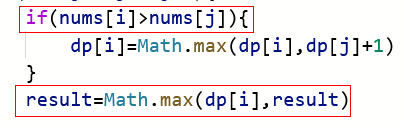 if(nums[i]>nums[j]){
dp[i]=Math.max(dp[i],dp[j]+1)
}
result=Math.max(dp[i],result)